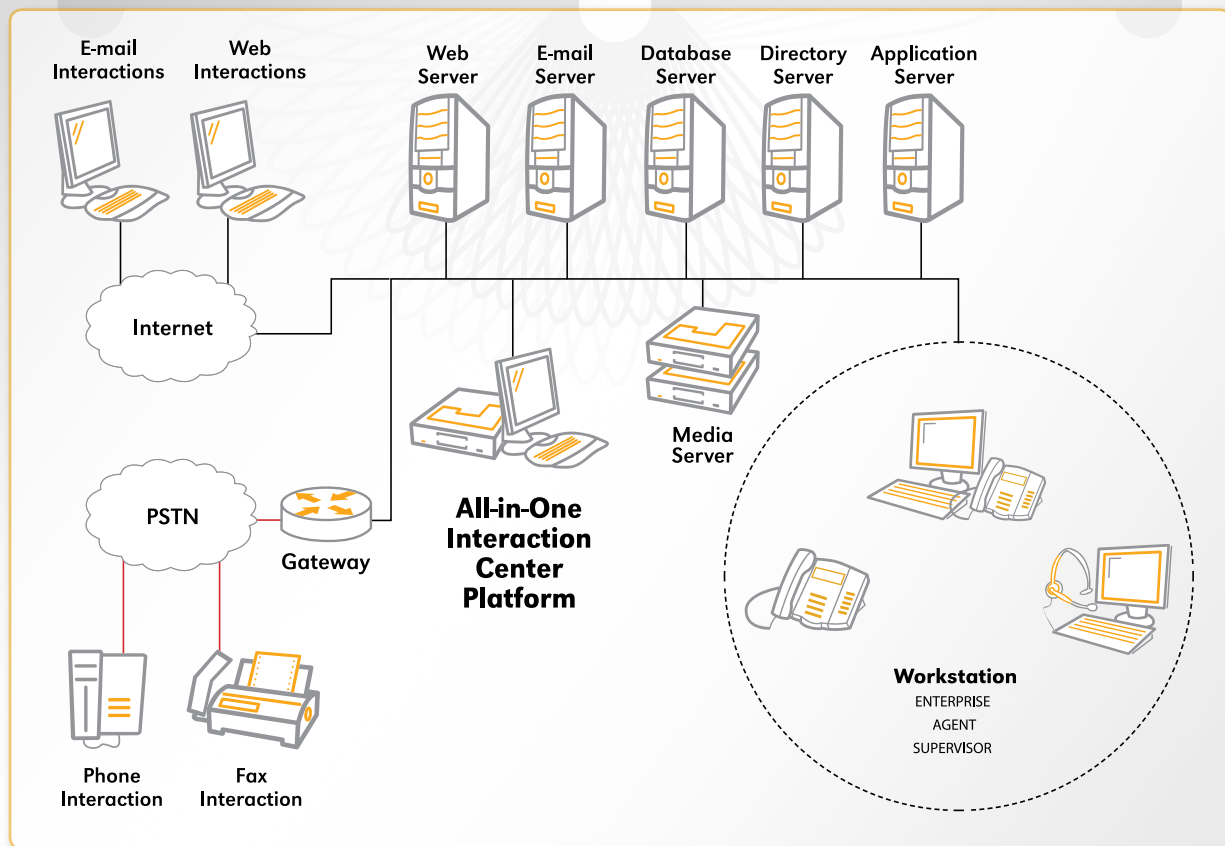 E-mail
Interactions
Web
Interactions
Web
Server
E-mail
Server
Database
Server
Directory
Server
Application
Server
Internet
Media
Server
PSTN
Gateway
All-in-One
Interaction
Center
Platform
Workstation
ENTERPRISE
AGENT
SUPERVISOR
Phone
Interaction
Fax
Interaction